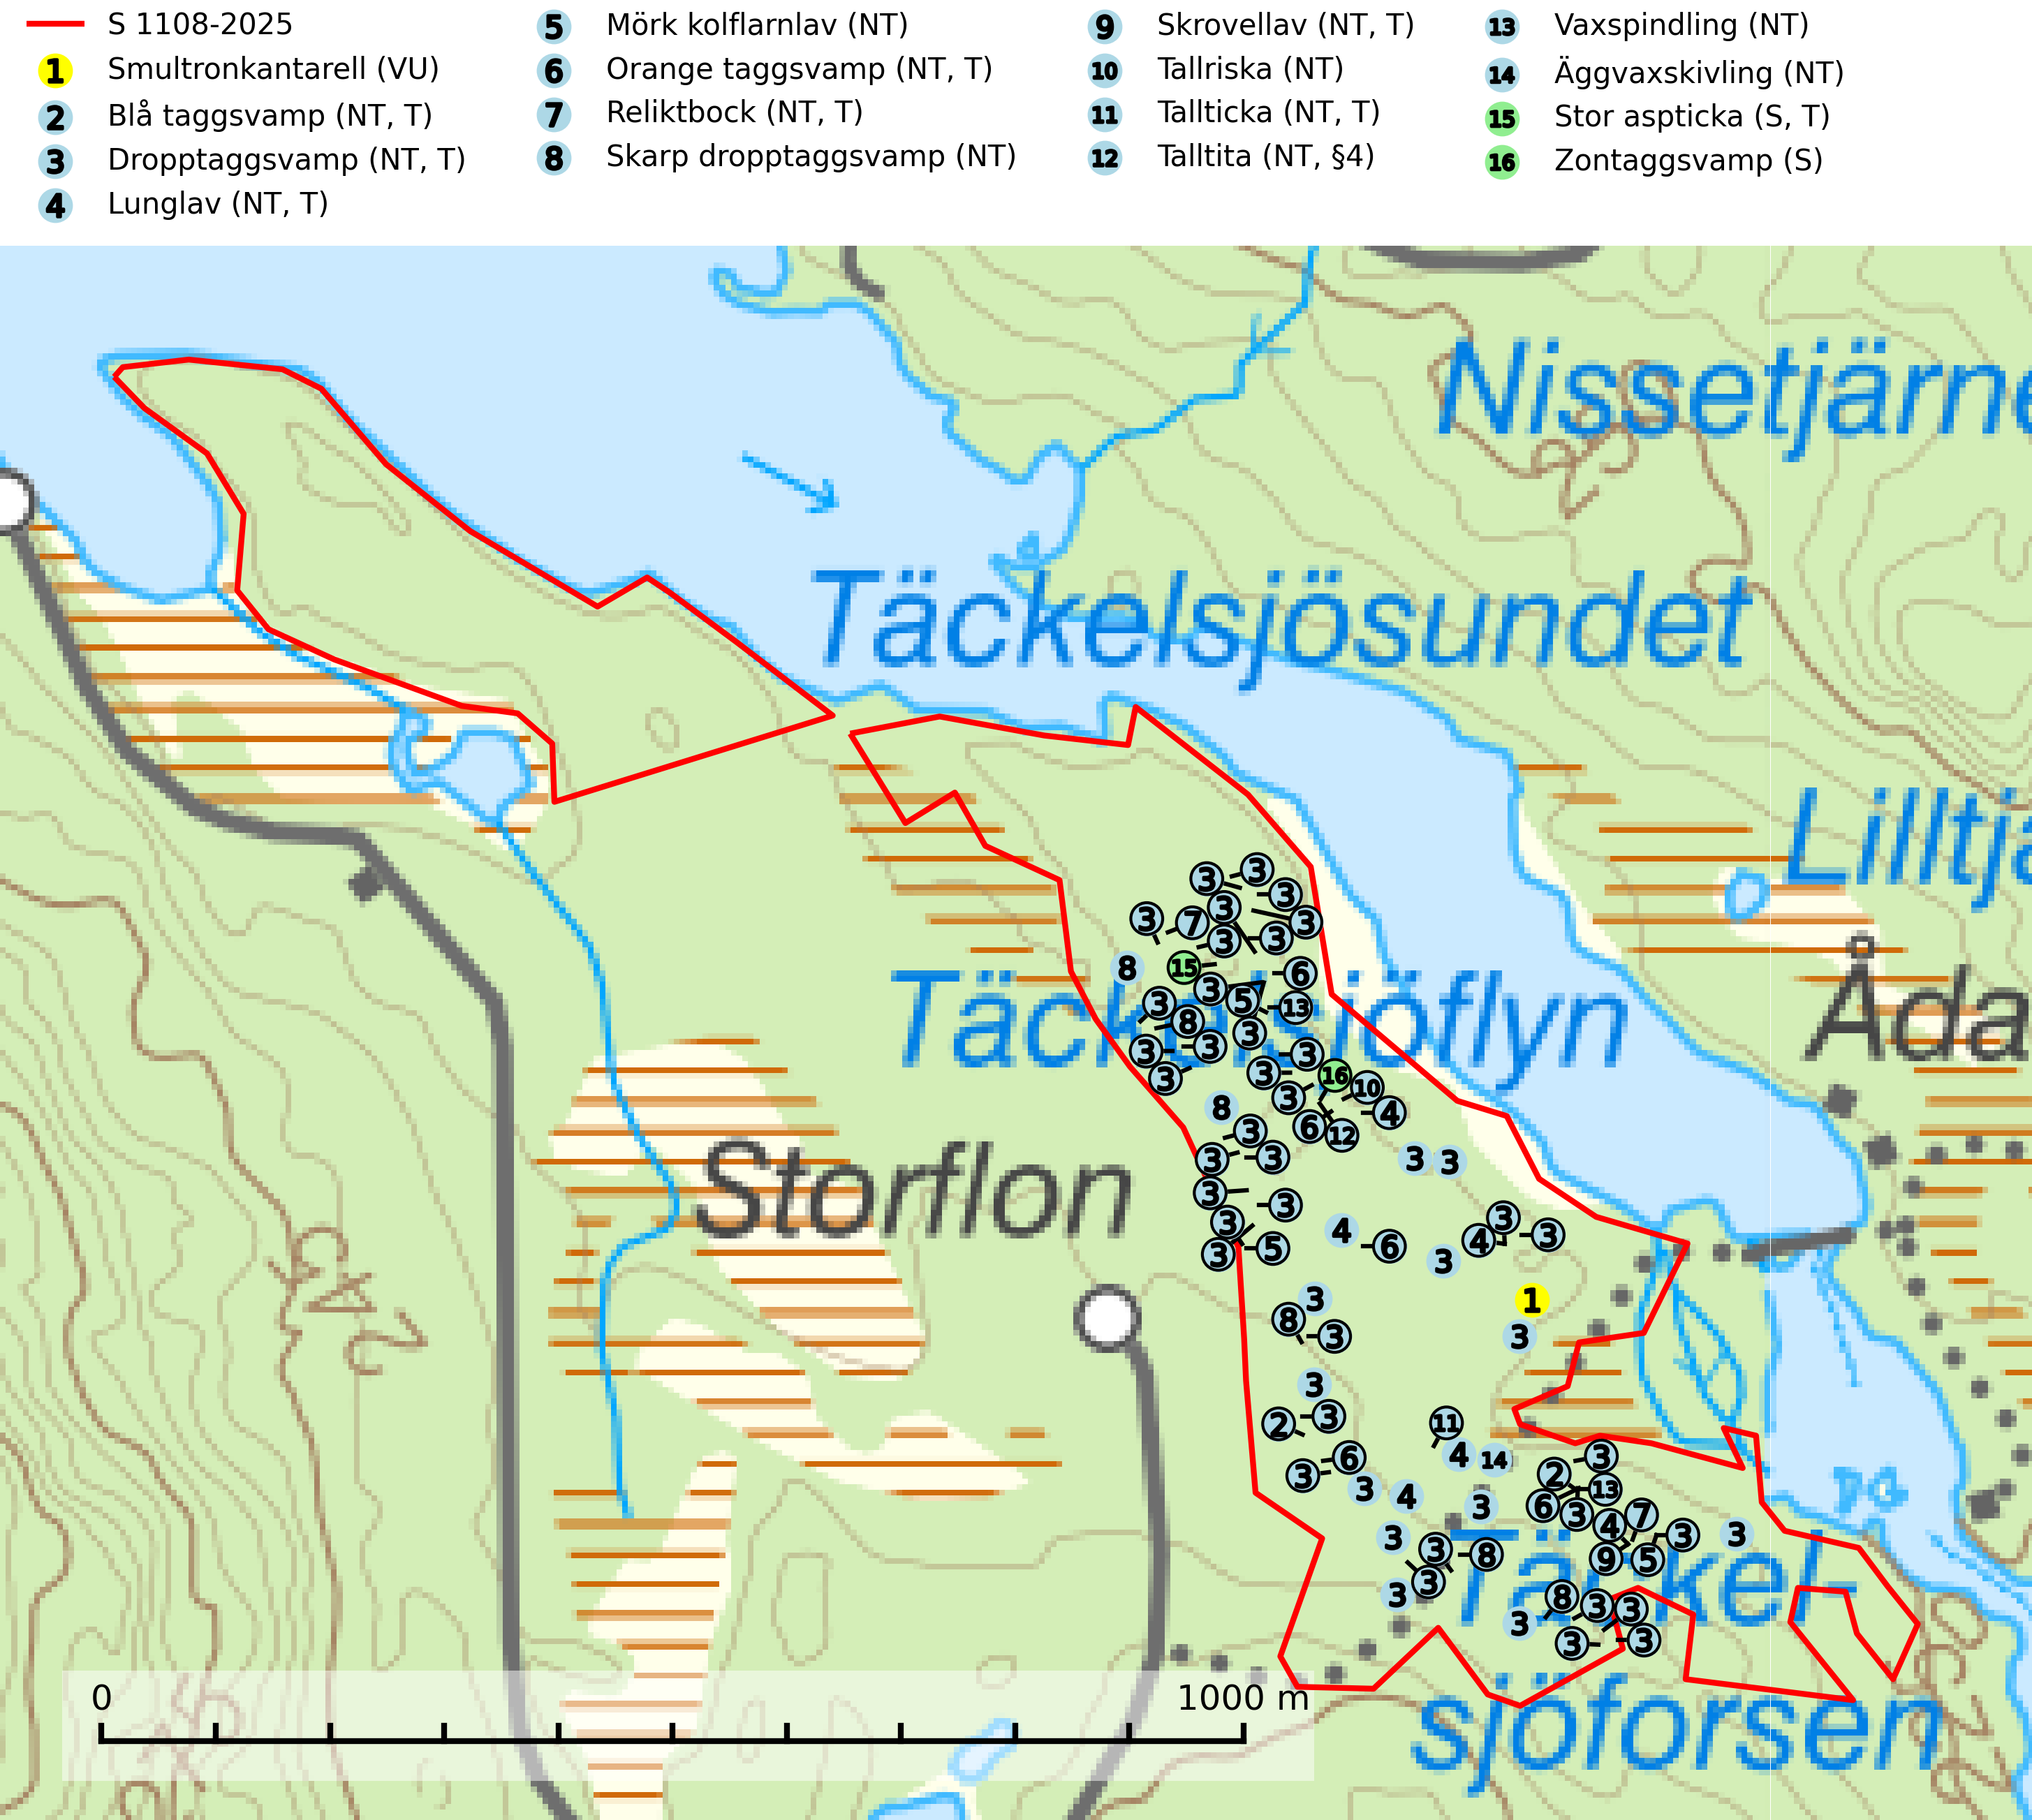 S 1108-2025
1 Smultronkantarell (VU)
2 Blå taggsvamp (NT, T)
3 Dropptaggsvamp (NT, T)
4 Lunglav (NT, T)
5 Mörk kolflarnlav (NT)
6 Orange taggsvamp (NT, T)
7 Reliktbock (NT, T)
8 Skarp dropptaggsvamp (NT)
9 Skrovellav (NT, T)
10 Tallriska (NT)
11 Tallticka (NT, T)
12 Talltita (NT, §4)
13 Vaxspindling (NT)
14 Äggvaxskivling (NT)
15 Stor aspticka (S, T)
16 Zontaggsvamp (S)
Nissetjärne
Täckelsjösundet
Lilltjä
Åda
Storflon
sjöforsen
0 1000 m